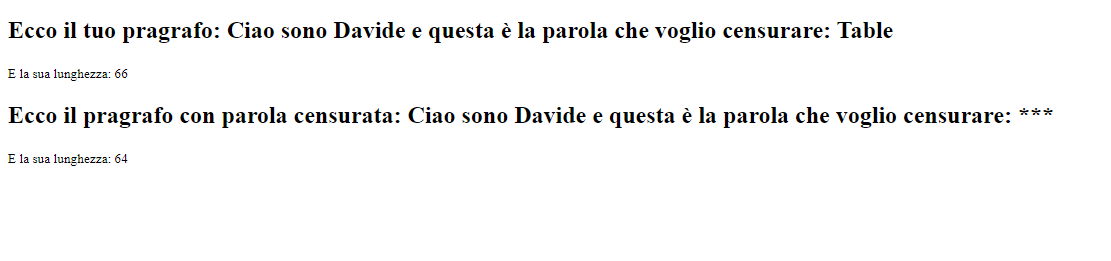 Ecco il tuo pragrafo: Ciao sono Davide e questa è la parola che voglio censurare: Table
E la sua lunghezza: 66
Ecco il pragrafo con parola censurata: Ciao sono Davide e questa è la parola che voglio censurare: ***
E la sua lunghezza: 64